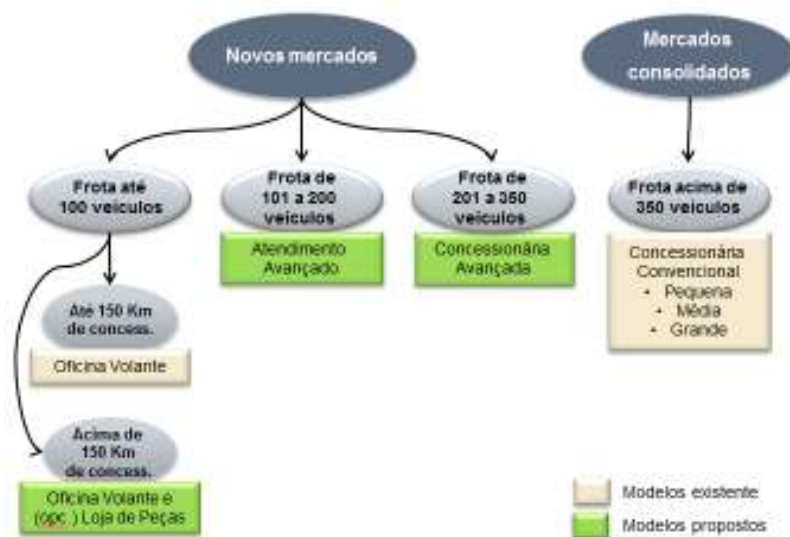 Novos mercados
Mercados
consolidados
Frota até
100 veículos
Frota de
101 a 200
veículos
Frota de
201 a 350
veículos
Frota acima de
350 veículos
Atendimento
Avançado
Concessionária
Avançada
Concessionária
Convencional
• Pequena
• Média
• Grande
Até 150 Km
de concess.
Oficina Volante
Acima de
150 Km
de concess.
Oficina Volante e
(opc.) Loja de Peças
Modelos existente
Modelos propostos